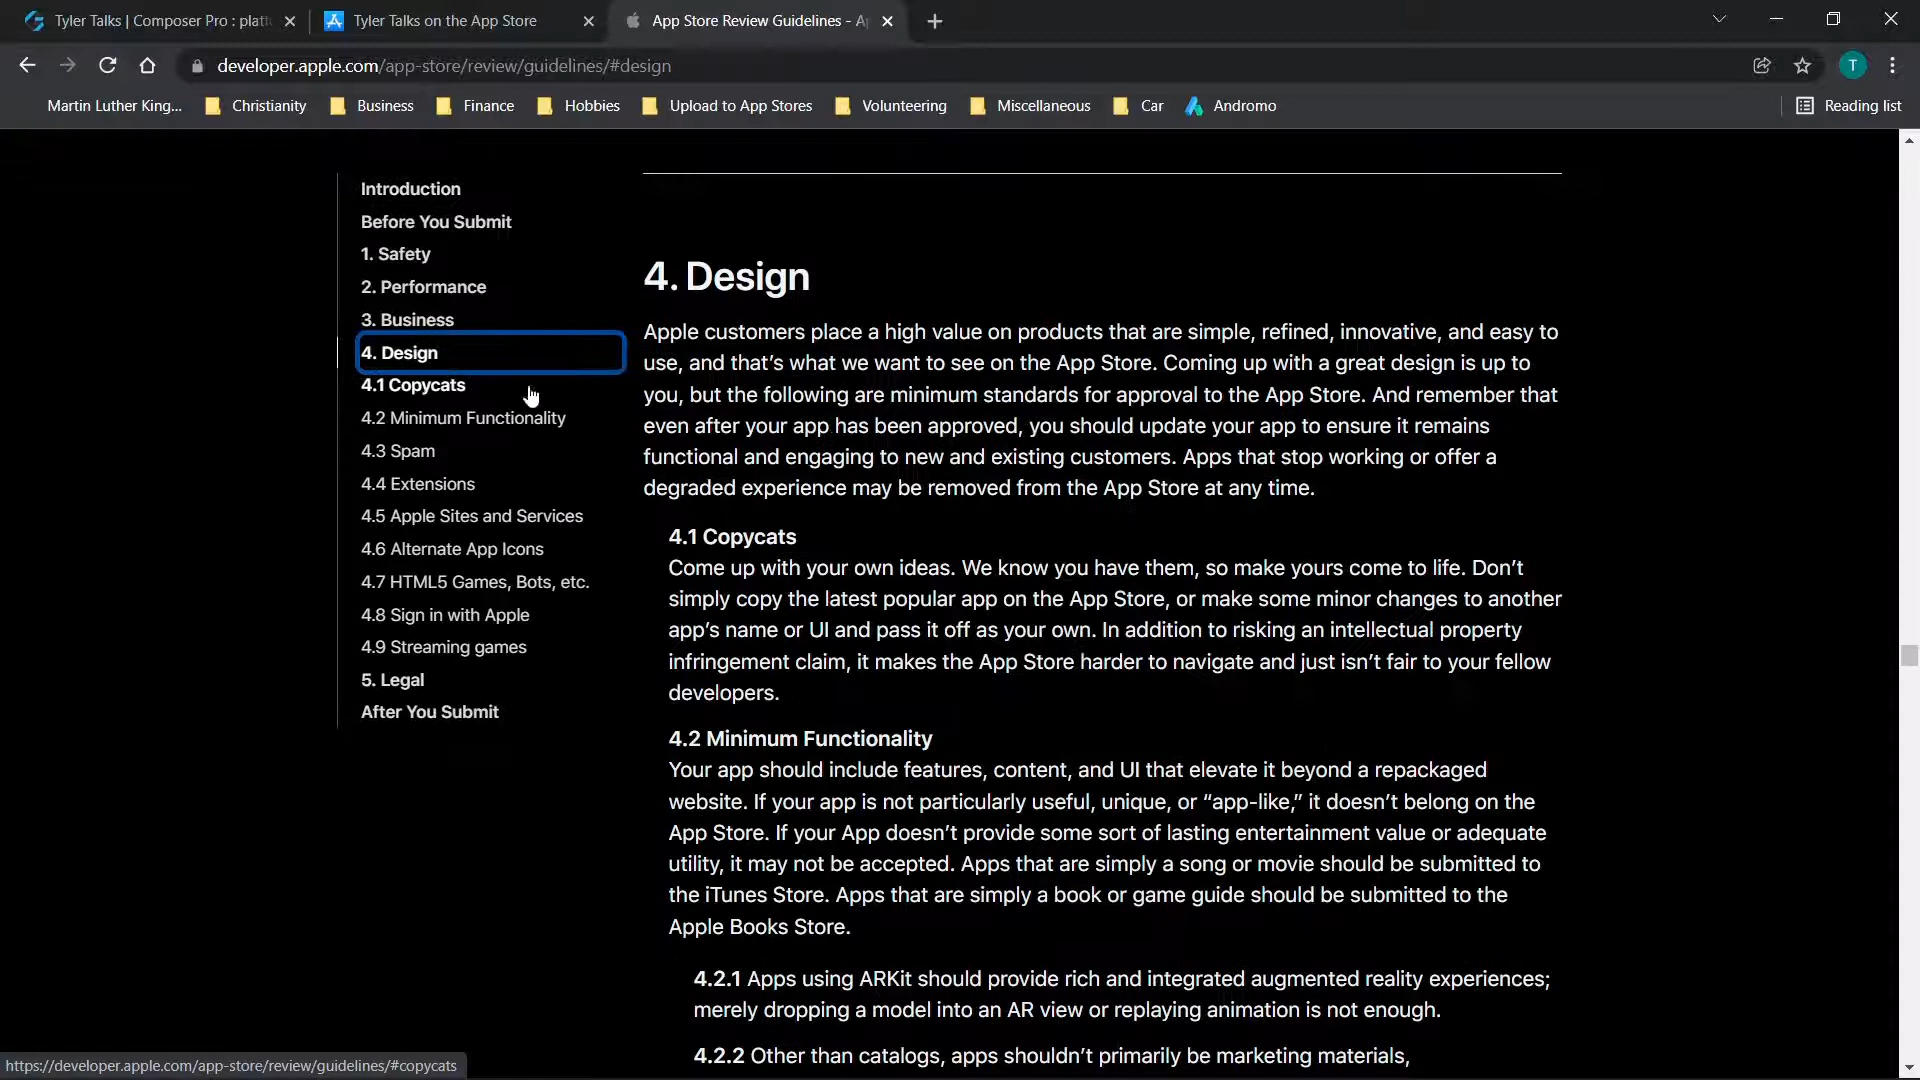 Tyler Talks | Composer Pro : platf
Tyler Talks on the App Store
App Store Review Guidelines - A
developer.apple.com/app-store/review/guidelines/#design
T
Martin Luther King...
Christianity
Business
Finance
Hobbies
Upload to App Stores
Volunteering
Miscellaneous
Car
Andromo
Reading list
Introduction
Before You Submit
1. Safety
2. Performance
3. Business
4. Design
4.1 Copycats
4.2 Minimum Functionality
4.3 Spam
4.4 Extensions
4.5 Apple Sites and Services
4.6 Alternate App Icons
4.7 HTML5 Games, Bots, etc.
4.8 Sign in with Apple
4.9 Streaming games
5. Legal
After You Submit
4. Design
Apple customers place a high value on products that are simple, refined, innovative, and easy to
use, and that’s what we want to see on the App Store. Coming up with a great design is up to
you, but the following are minimum standards for approval to the App Store. And remember that
even after your app has been approved, you should update your app to ensure it remains
functional and engaging to new and existing customers. Apps that stop working or offer a
degraded experience may be removed from the App Store at any time.
4.1 Copycats
Come up with your own ideas. We know you have them, so make yours come to life. Don’t
simply copy the latest popular app on the App Store, or make some minor changes to another
app’s name or UI and pass it off as your own. In addition to risking an intellectual property
infringement claim, it makes the App Store harder to navigate and just isn’t fair to your fellow
developers.
4.2 Minimum Functionality
Your app should include features, content, and UI that elevate it beyond a repackaged
website. If your app is not particularly useful, unique, or “app-like,” it doesn’t belong on the
App Store. If your App doesn’t provide some sort of lasting entertainment value or adequate
utility, it may not be accepted. Apps that are simply a song or movie should be submitted to
the iTunes Store. Apps that are simply a book or game guide should be submitted to the
Apple Books Store.
4.2.1 Apps using ARKit should provide rich and integrated augmented reality experiences;
merely dropping a model into an AR view or replaying animation is not enough.
4.2.2 Other than catalogs, apps shouldn’t primarily be marketing materials,
https://developer.apple.com/app-store/review/guidelines/#copycats